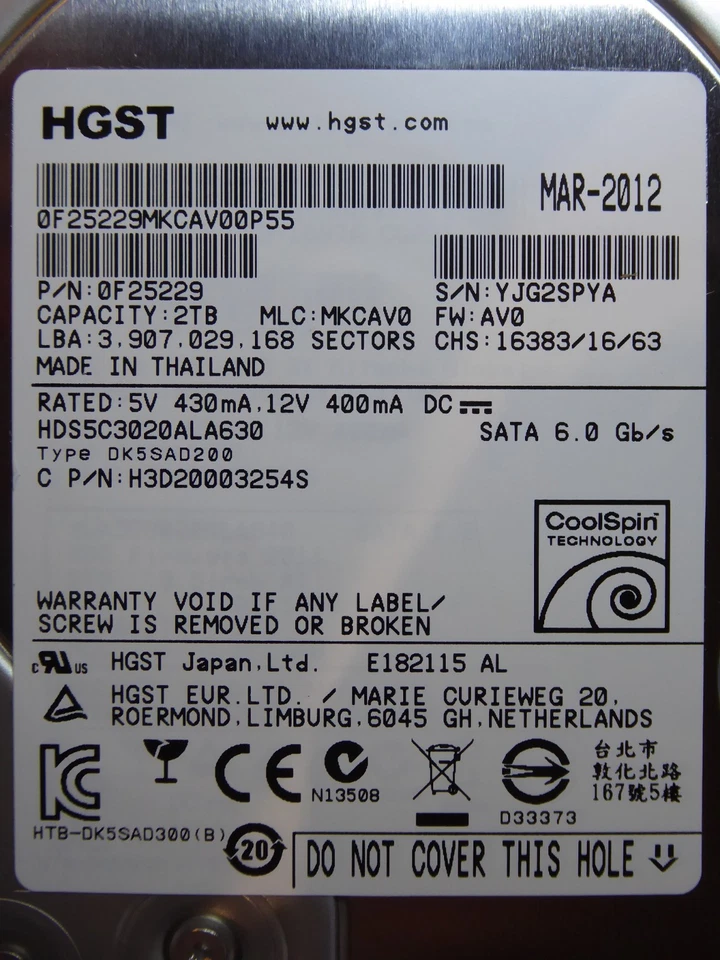 HGST www.hgst.com
MAR-2012
0F25229MKCAV00P55
P/N:0F25229 S/N:YJG2SPYA
CAPACITY:2TB MLC:MKCAV0 FW:AV0
LBA:3,907,029,168 SECTORS CHS:16383/16/63
MADE IN THAILAND
RATED:5V 430mA,12V 400mA DC
HDS5C3020ALA630 SATA 6.0 Gb/s
Type DK5SAD200
C P/N:H3D20003254S
CoolSpin™
TECHNOLOGY
WARRANTY VOID IF ANY LABEL/
SCREW IS REMOVED OR BROKEN
c RU us HGST Japan,Ltd. E182115 AL
HGST EUR.LTD. / MARIE CURIEWEG 20,
ROERMOND,LIMBURG,6045 GH,NETHERLANDS
台北市
敦化北路
167號5樓
CE
N13508
D33373
HTB-DK5SAD300(B)
20
DO NOT COVER THIS HOLE